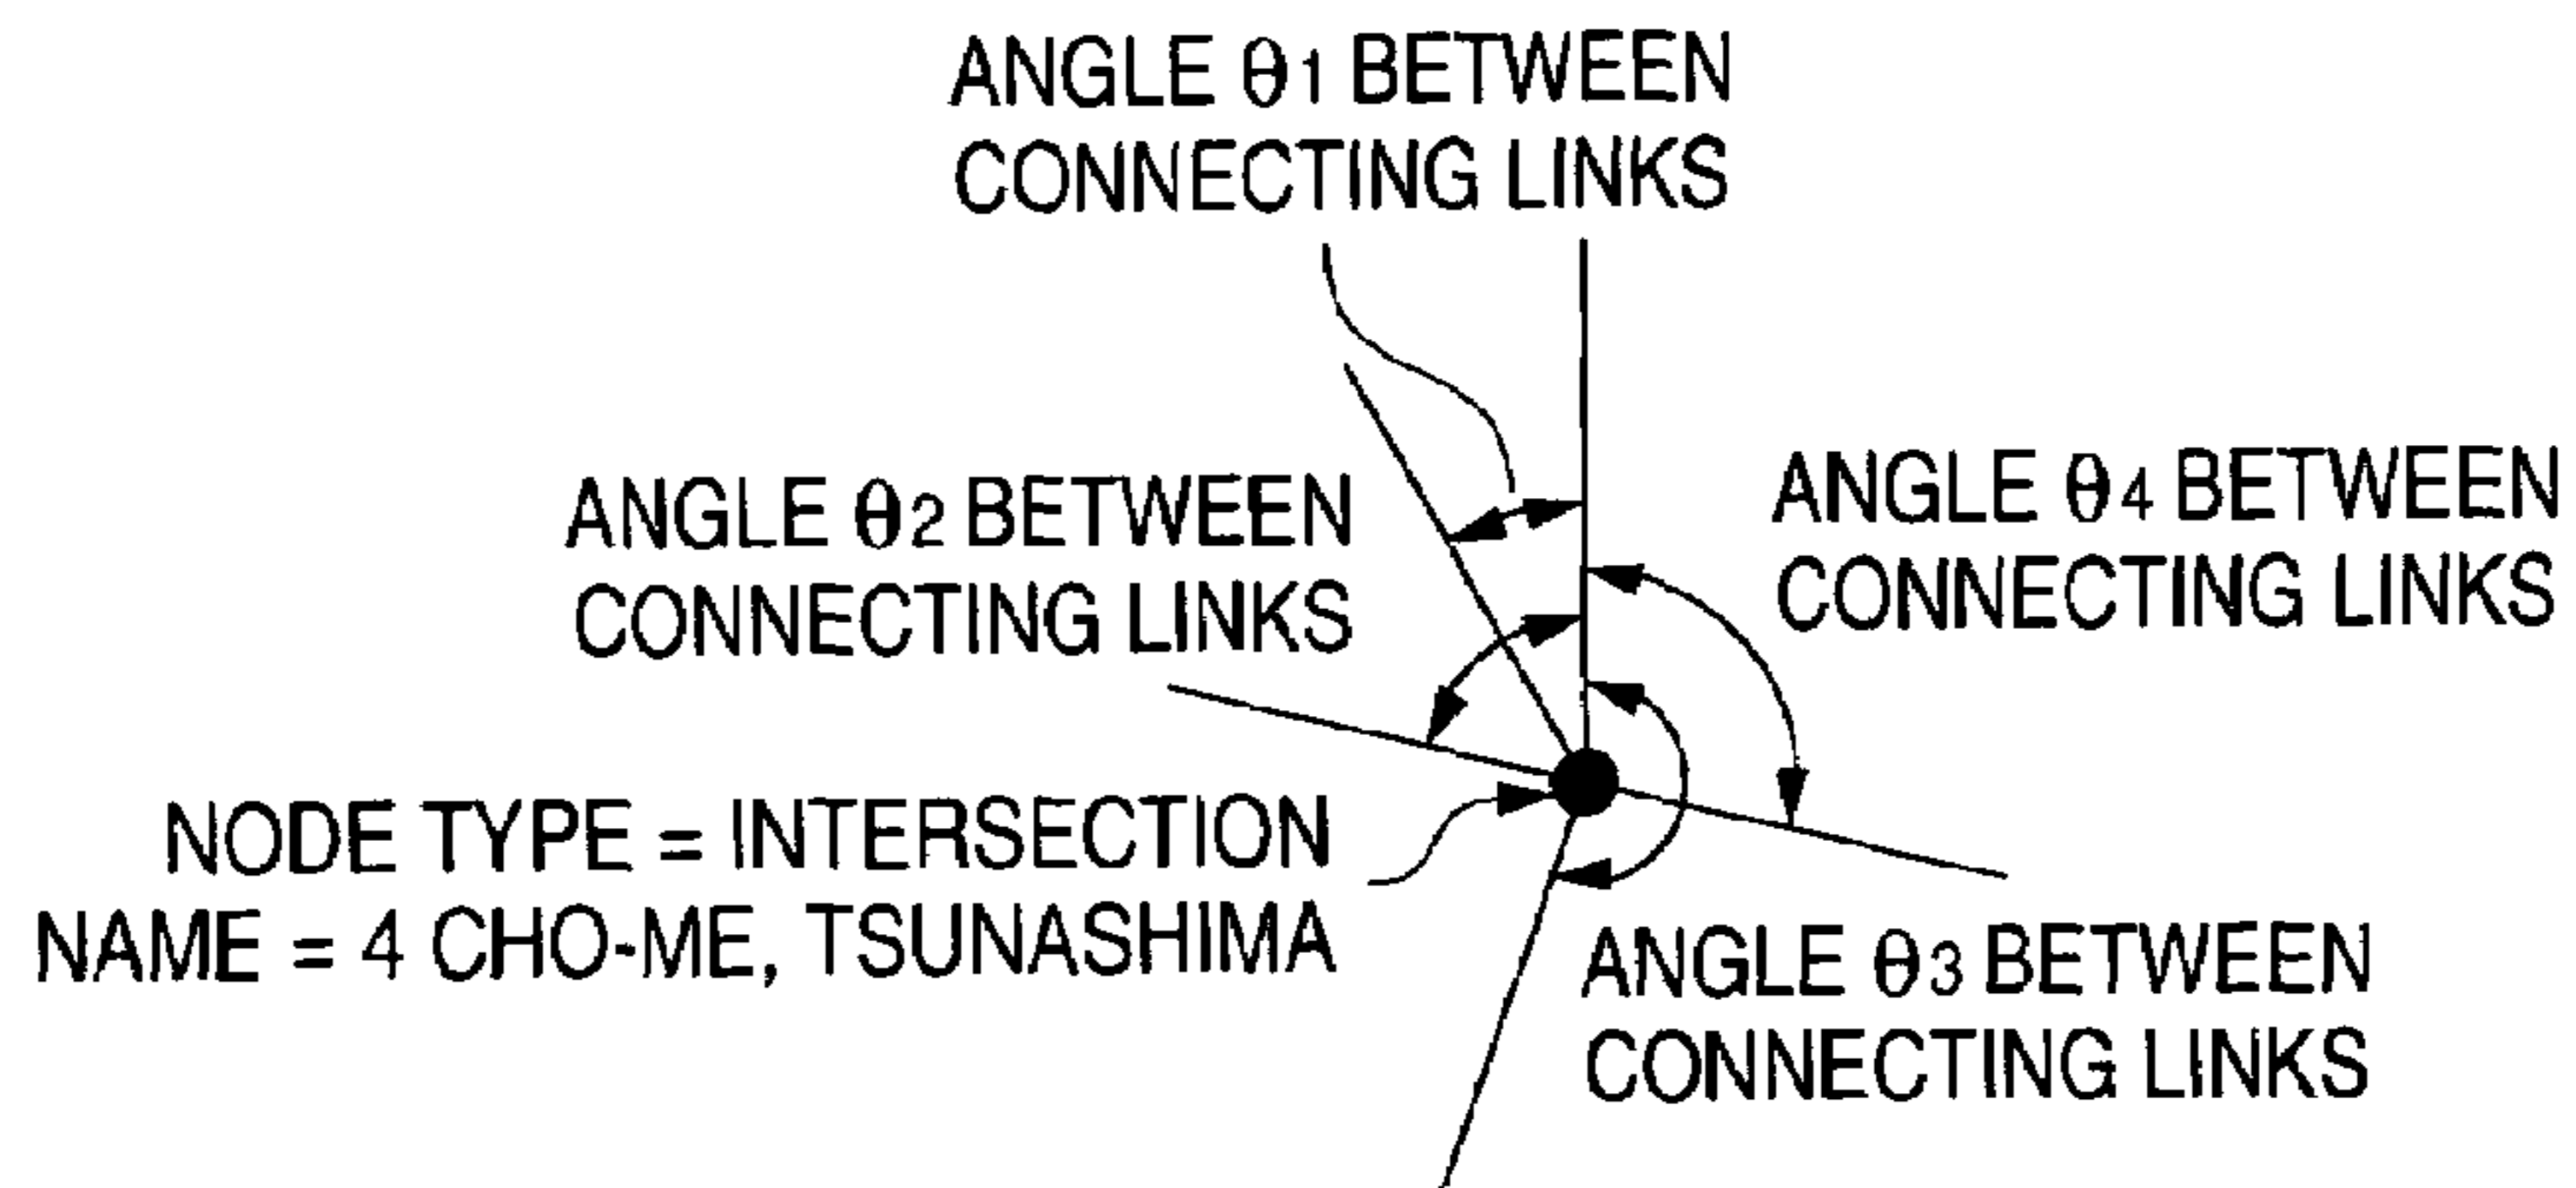 ANGLE θ1 BETWEEN
CONNECTING LINKS
ANGLE θ2 BETWEEN
CONNECTING LINKS
ANGLE θ4 BETWEEN
CONNECTING LINKS
NODE TYPE = INTERSECTION
NAME = 4 CHO-ME, TSUNASHIMA
ANGLE θ3 BETWEEN
CONNECTING LINKS